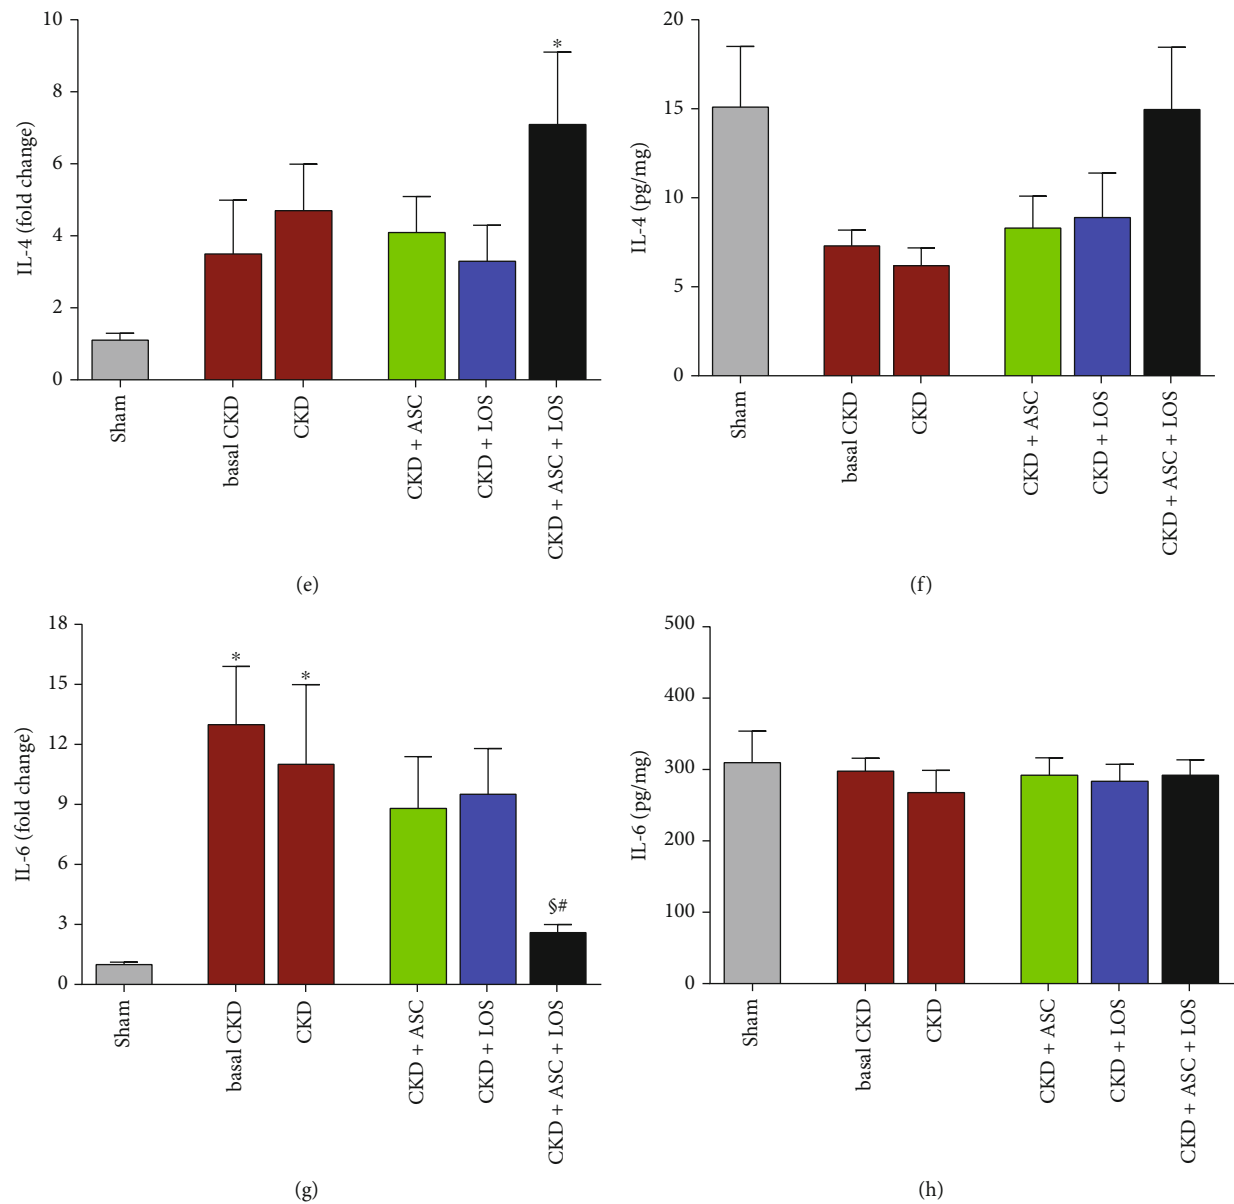 10
8
6
4
2
0
IL-4 (fold change)
*
Sham
basal CKD
CKD
CKD + ASC
CKD + LOS
CKD + ASC + LOS
(e)
20
15
10
5
0
IL-4 (pg/mg)
Sham
basal CKD
CKD
CKD + ASC
CKD + LOS
CKD + ASC + LOS
(f)
18
15
12
9
6
3
0
IL-6 (fold change)
*
*
§#
Sham
basal CKD
CKD
CKD + ASC
CKD + LOS
CKD + ASC + LOS
(g)
500
400
300
200
100
0
IL-6 (pg/mg)
Sham
basal CKD
CKD
CKD + ASC
CKD + LOS
CKD + ASC + LOS
(h)